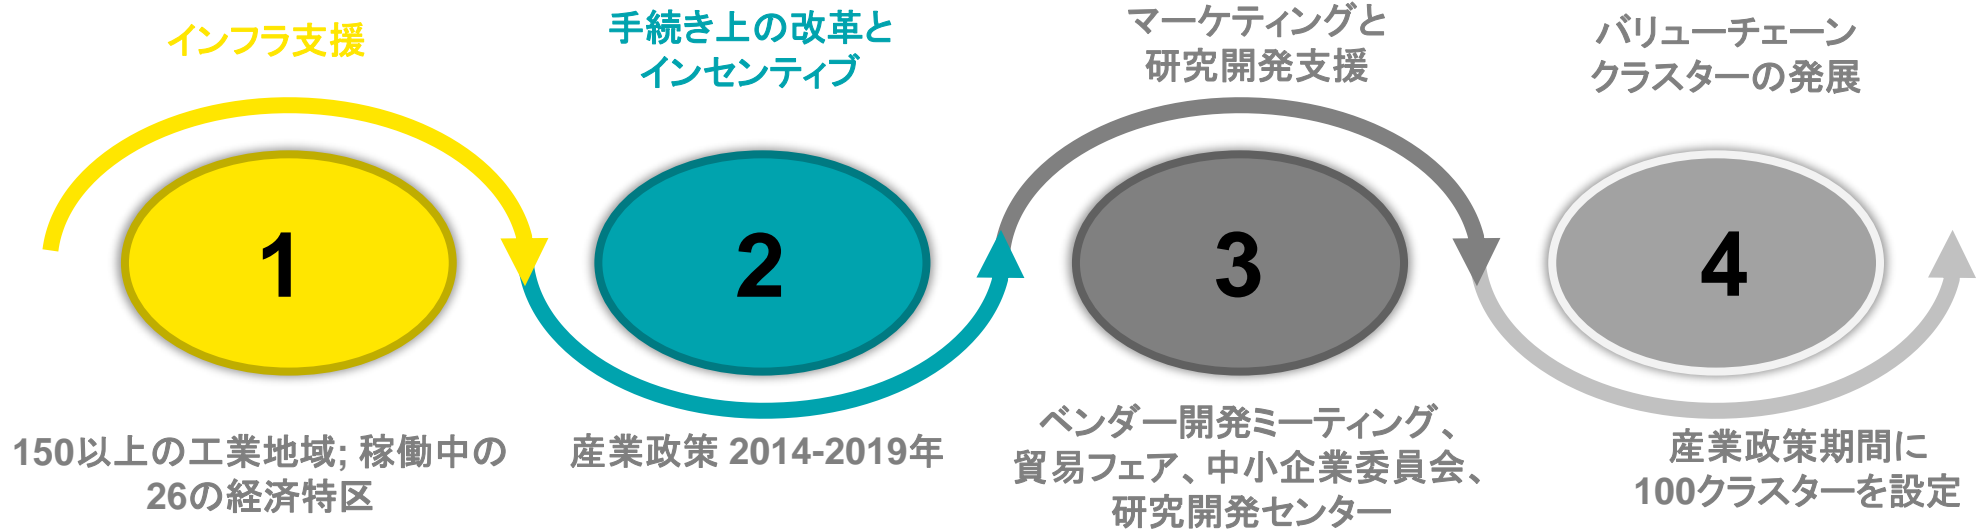 インフラ支援
手続き上の改革と
インセンティブ
マーケティングと
研究開発支援
バリューチェーン
クラスターの発展
1
2
3
4
150以上の工業地域; 稼働中の
26の経済特区
産業政策 2014-2019年
ベンダー開発ミーティング、
貿易フェア、中小企業委員会、
研究開発センター
産業政策期間に
100クラスターを設定